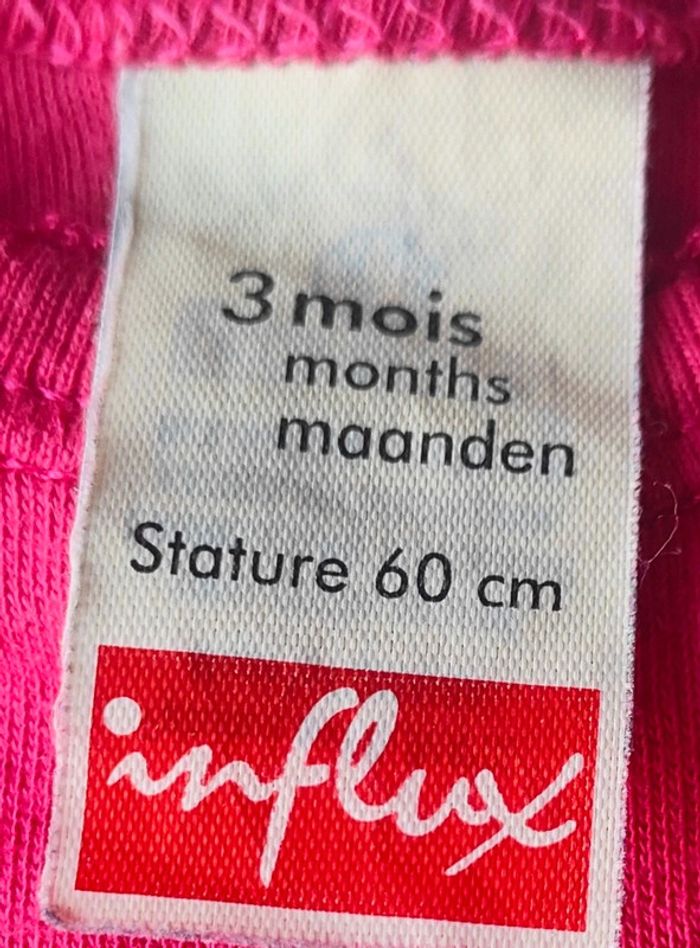 3 mois
months
maanden
Stature 60 cm
influx